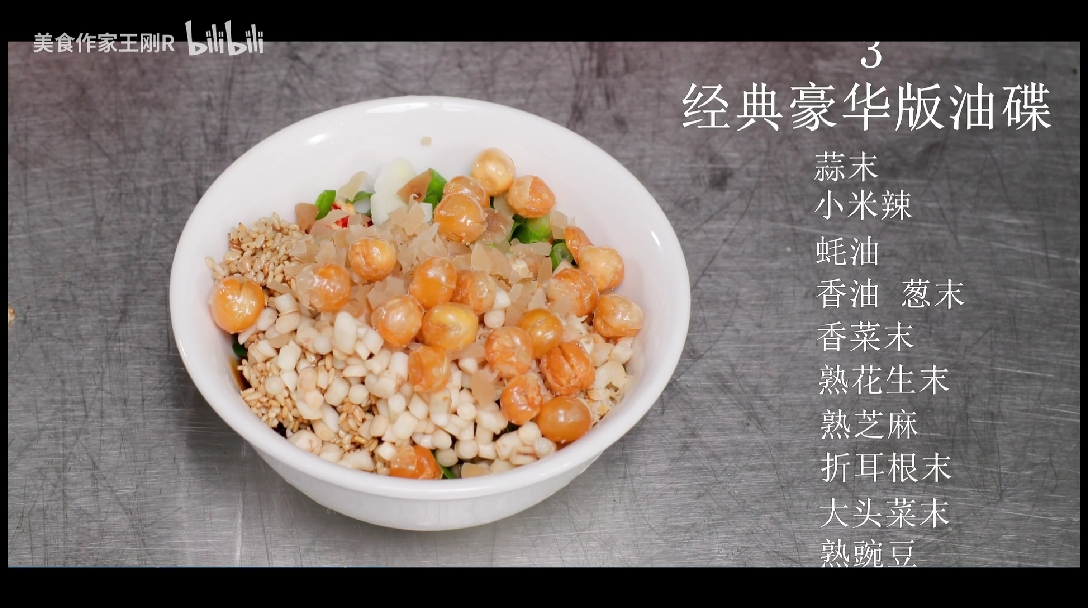 美食作家王刚R bilibili
3
经典豪华版油碟
蒜末
小米辣
蚝油
香油 葱末
香菜末
熟花生末
熟芝麻
折耳根末
大头菜末
熟豌豆